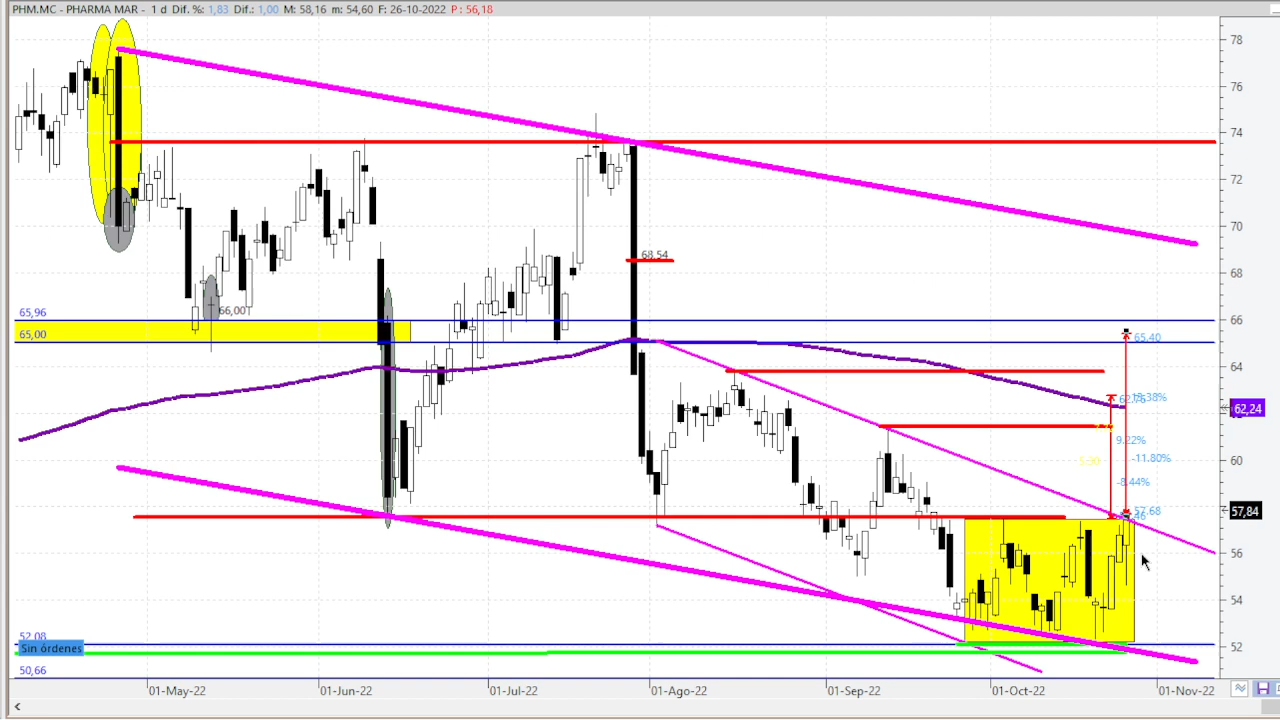 PHM.MC - PHARMA MAR - 1 d Dif.%: 1,83 Dif.: 1,00 M: 58,16 m: 54,60 F: 26-10-2022 P: 56,18
78
76
74
72
70
68
66
64
60
56
54
52
68,54
66,00
65,96
65,00
65.40
62,24
9.22%
-11.80%
-8.44%
57.68
57,84
52,08
Sin órdenes
50,66
01-May-22
01-Jun-22
01-Jul-22
01-Ago-22
01-Sep-22
01-Oct-22
01-Nov-22